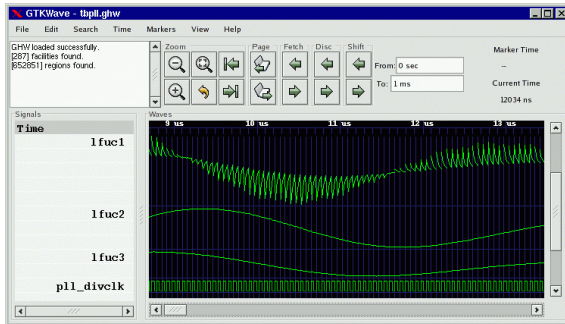 GTKWave - tbpll.ghw
File Edit Search Time Markers View Help
GHW loaded successfully.
[287] facilities found.
[652851] regions found.
Zoom
Page
Fetch
Disc
Shift
From: 0 sec
To: 1 ms
Marker Time
--
Current Time
12034 ns
Signals
Waves
Time
9 us 10 us 11 us 12 us 13 us
lfuc1
lfuc2
lfuc3
pll_divclk